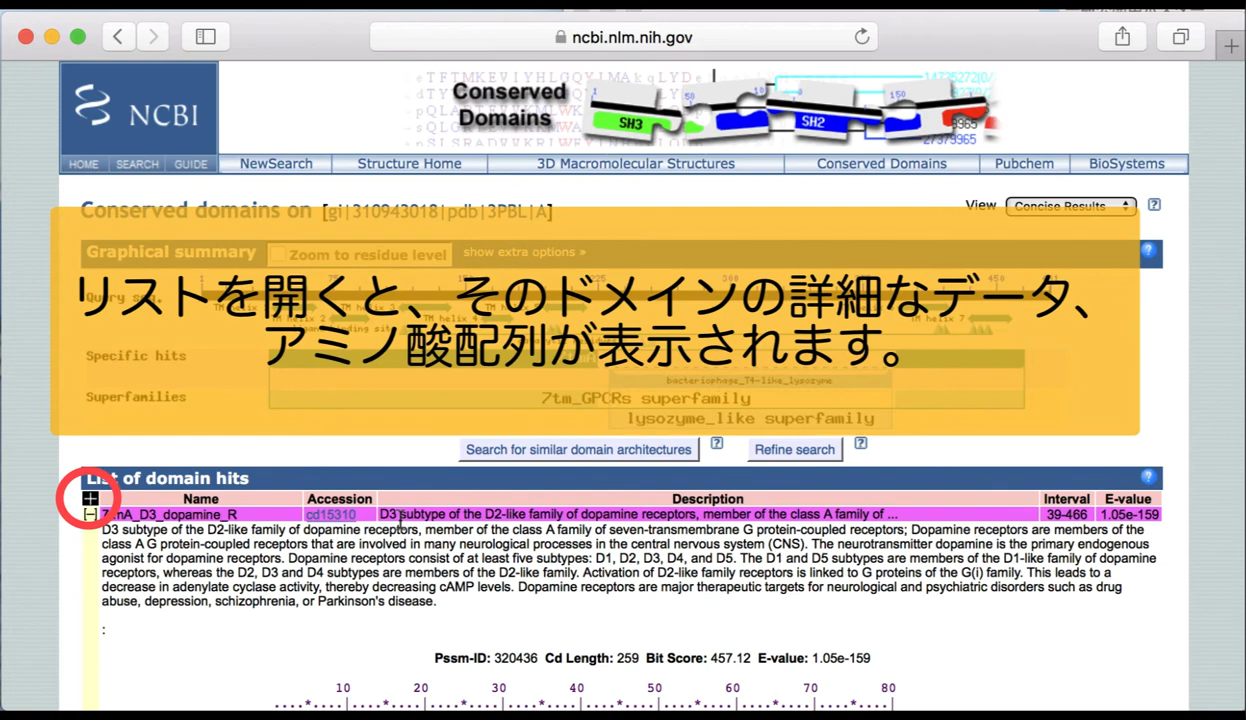 ncbi.nlm.nih.gov
NCBI
Conserved
Domains
SH3
SH2
HOME SEARCH GUIDE NewSearch Structure Home 3D Macromolecular Structures Conserved Domains Pubchem BioSystems
Conserved domains on [gi|310943018|pdb|3PBL|A]
View Concise Results
Graphical summary Zoom to residue level show extra options »
リストを開くと、そのドメインの詳細なデータ、
アミノ酸配列が表示されます。
Query seq.
Specific hits
bacteriophage_T4-like_lysozyme
Superfamilies
7tm_GPCRs superfamily
lysozyme_like superfamily
Search for similar domain architectures
Refine search
List of domain hits
Name Accession Description Interval E-value
cd15310 D3 subtype of the D2-like family of dopamine receptors, member of the class A family of ... 39-466 1.05e-159
D3 subtype of the D2-like family of dopamine receptors, member of the class A family of seven-transmembrane G protein-coupled receptors; Dopamine receptors are members of the
class A G protein-coupled receptors that are involved in many neurological processes in the central nervous system (CNS). The neurotransmitter dopamine is the primary endogenous
agonist for dopamine receptors. Dopamine receptors consist of at least five subtypes: D1, D2, D3, D4, and D5. The D1 and D5 subtypes are members of the D1-like family of dopamine
receptors, whereas the D2, D3 and D4 subtypes are members of the D2-like family. Activation of D2-like family receptors is linked to G proteins of the G(i) family. This leads to a
decrease in adenylate cyclase activity, thereby decreasing cAMP levels. Dopamine receptors are major therapeutic targets for neurological and psychiatric disorders such as drug
abuse, depression, schizophrenia, or Parkinson's disease.
:
Pssm-ID: 320436 Cd Length: 259 Bit Score: 457.12 E-value: 1.05e-159
10 20 30 40 50 60 70 80
....*....|....*....|....*....|....*....|....*....|....*....|....*....|....*....|